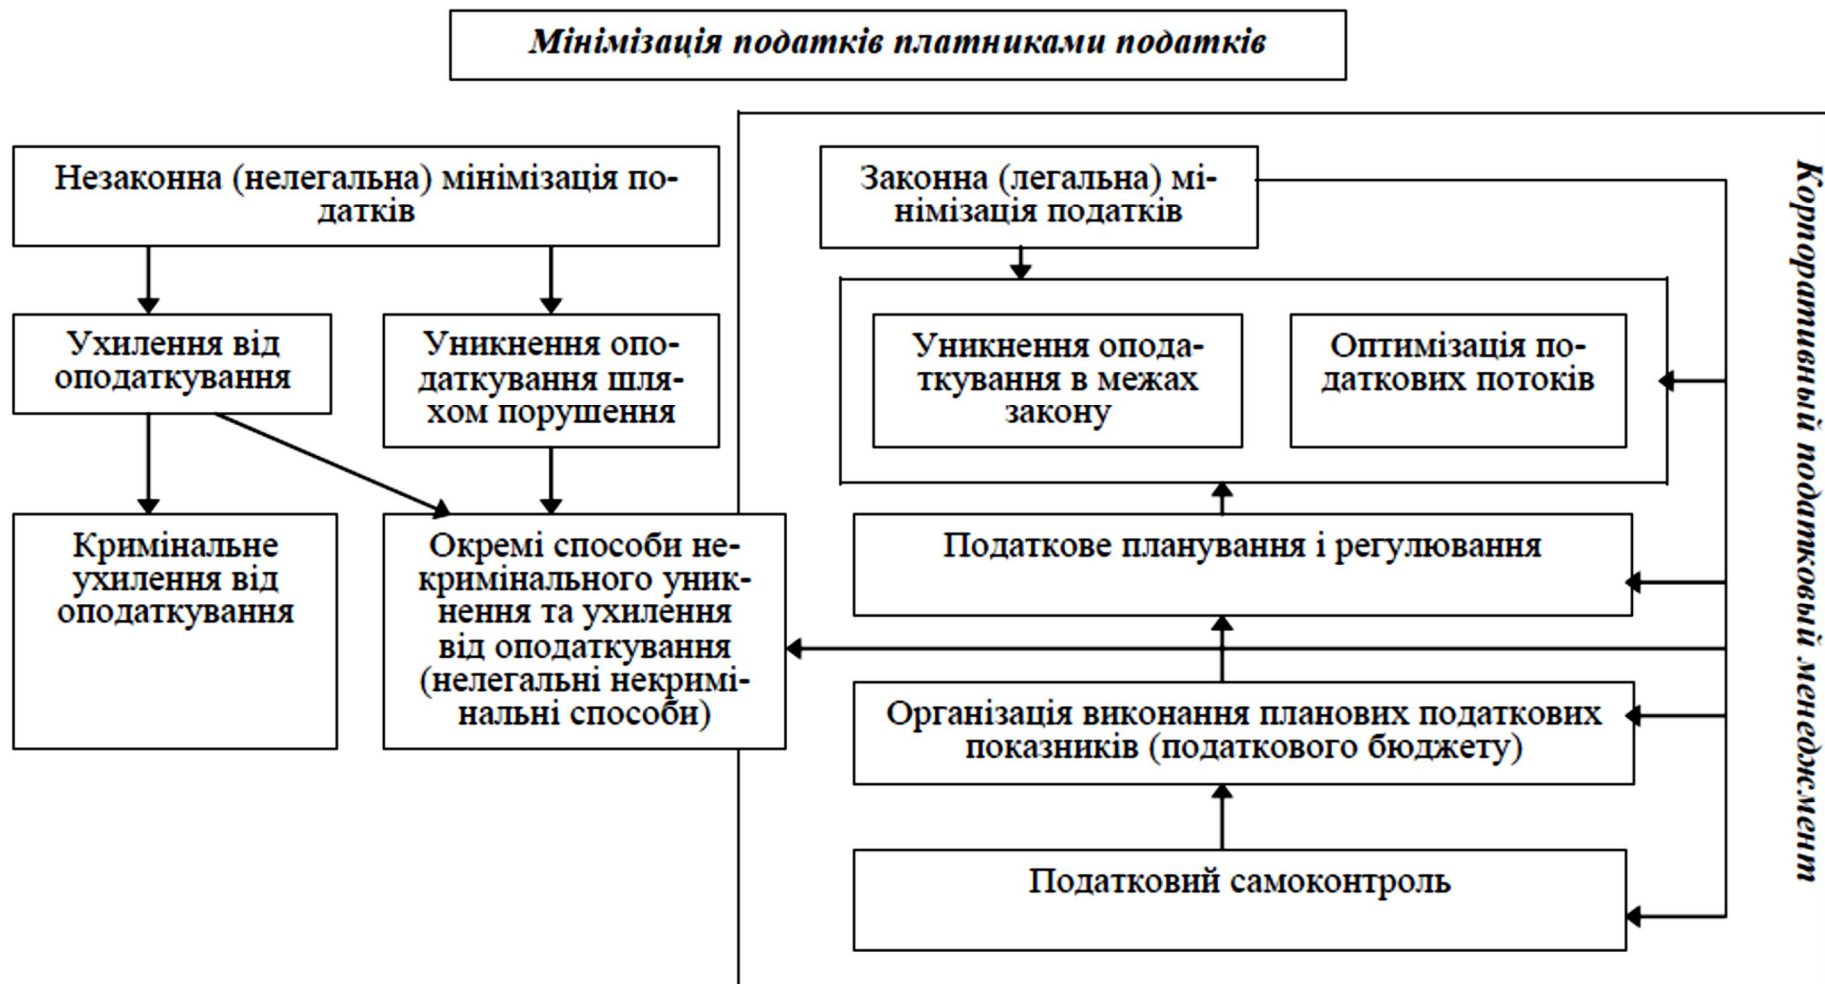 Мінімізація податків платниками податків
Незаконна (нелегальна) мінімізація по-
датків
Законна (легальна) мі-
німізація податків
Ухилення від
оподаткування
Уникнення опо-
даткування шля-
хом порушення
Уникнення опода-
ткування в межах
закону
Оптимізація по-
даткових потоків
Кримінальне
ухилення від
оподаткування
Окремі способи не-
кримінального уник-
нення та ухилення
від оподаткування
(нелегальні некримі-
нальні способи)
Податкове планування і регулювання
Організація виконання планових податкових
показників (податкового бюджету)
Податковий самоконтроль
Корпоративный податковый менеджмент